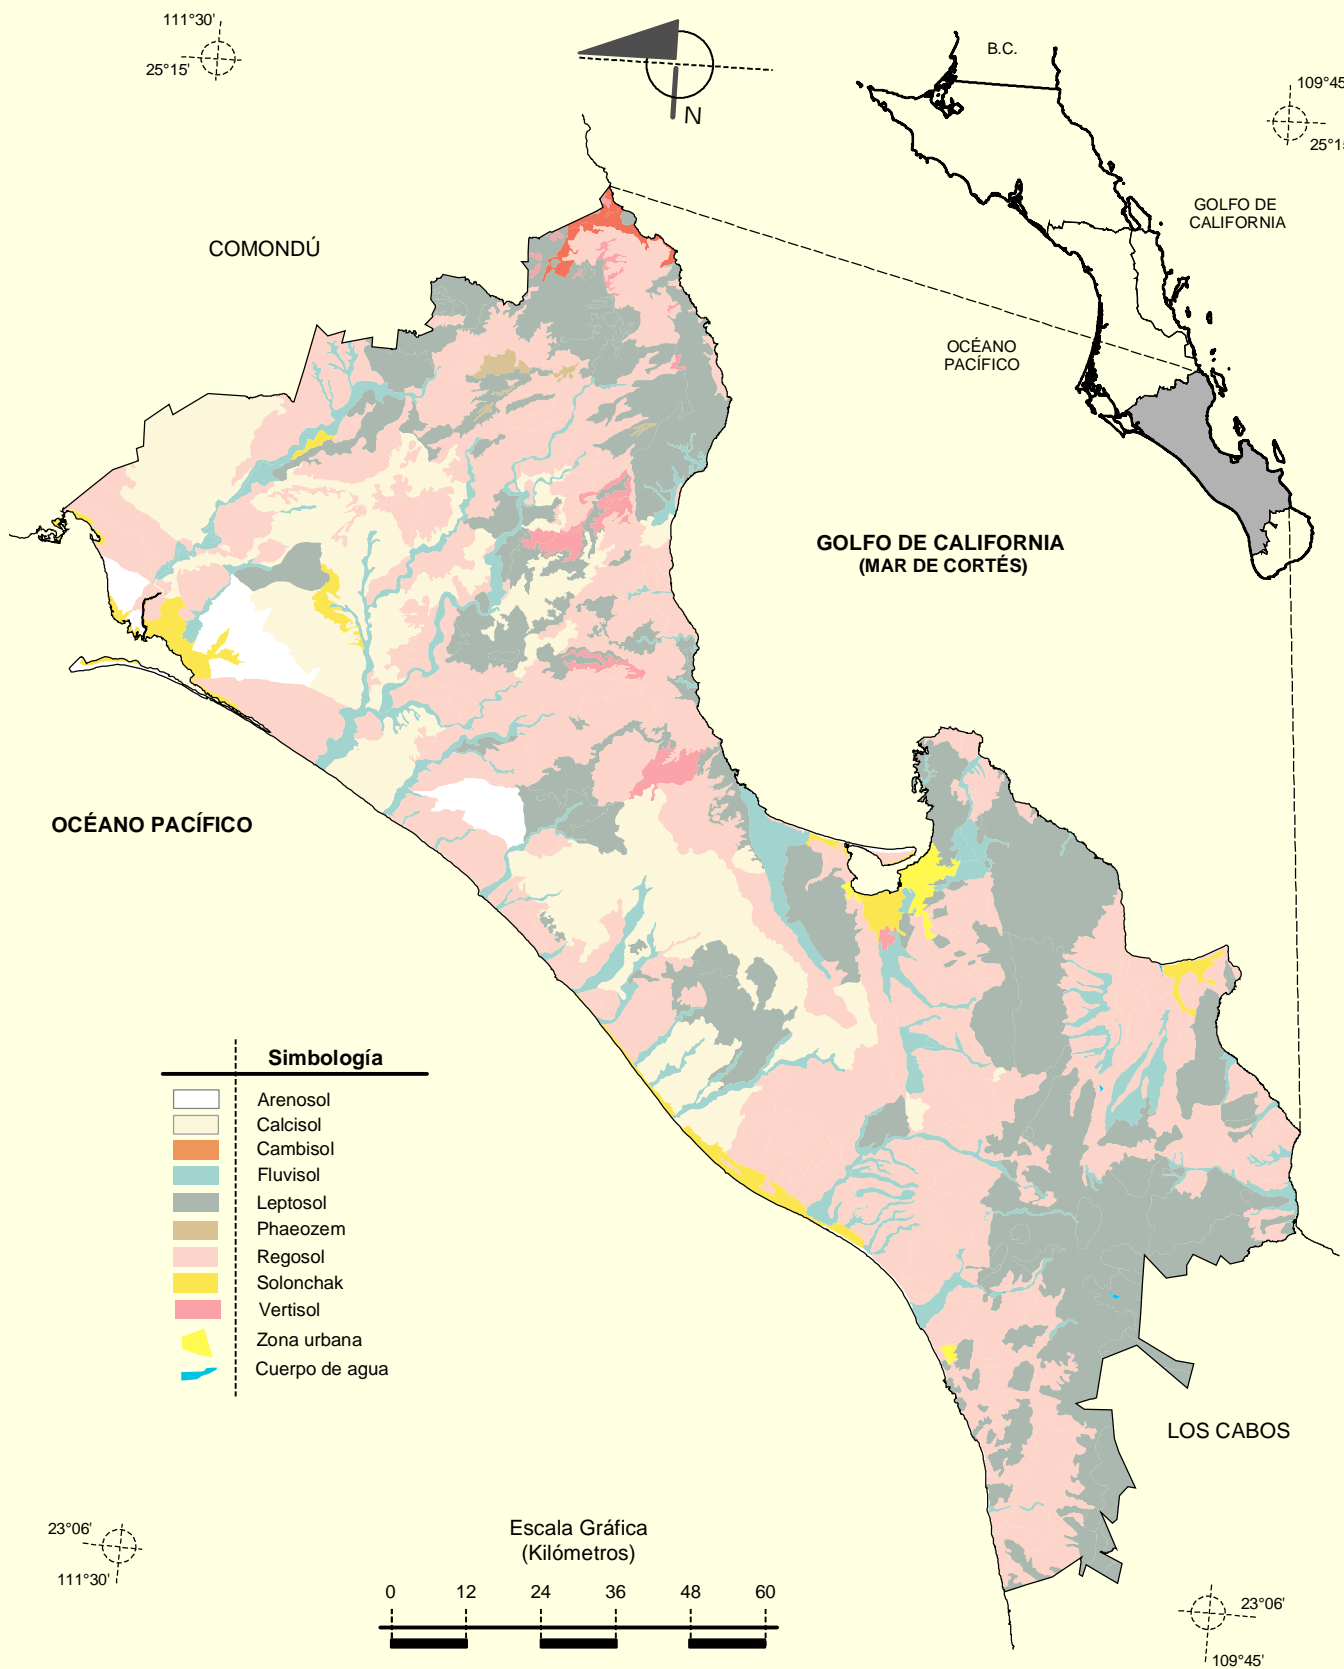 111°30'
25°15'
N
B.C.
109°45'
GOLFO DE
CALIFORNIA
OCÉANO
PACÍFICO
COMONDÚ
GOLFO DE CALIFORNIA
(MAR DE CORTÉS)
OCÉANO PACÍFICO
Simbología
Arenosol
Calcisol
Cambisol
Fluvisol
Leptosol
Phaeozem
Regosol
Solonchak
Vertisol
Zona urbana
Cuerpo de agua
LOS CABOS
23°06'
111°30'
Escala Gráfica
(Kilómetros)
0 12 24 36 48 60
23°06'
109°45'